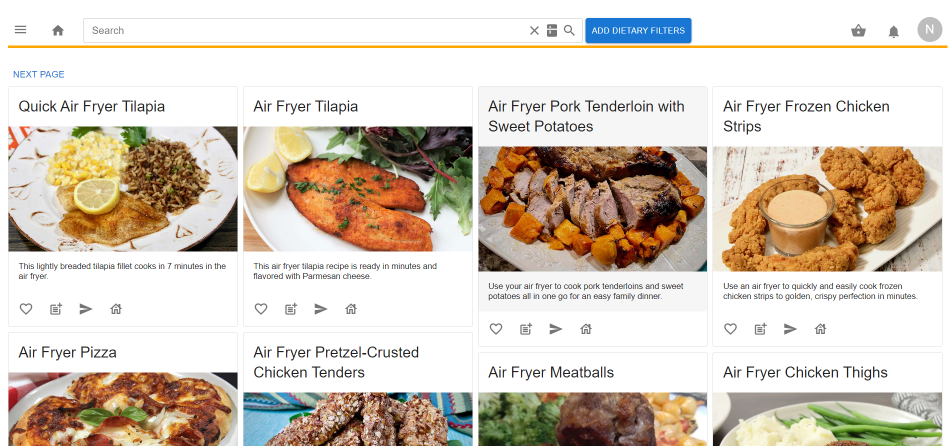 Search
ADD DIETARY FILTERS
N
NEXT PAGE
Quick Air Fryer Tilapia
This lightly breaded tilapia fillet cooks in 7 minutes in the
air fryer.
Air Fryer Tilapia
This air fryer tilapia recipe is ready in minutes and
flavored with Parmesan cheese.
Air Fryer Pork Tenderloin with
Sweet Potatoes
Use your air fryer to cook pork tenderloins and sweet
potatoes all in one go for an easy family dinner.
Air Fryer Frozen Chicken
Strips
Use an air fryer to quickly and easily cook frozen
chicken strips to golden, crispy perfection in minutes.
Air Fryer Pizza
Air Fryer Pretzel-Crusted
Chicken Tenders
Air Fryer Meatballs
Air Fryer Chicken Thighs